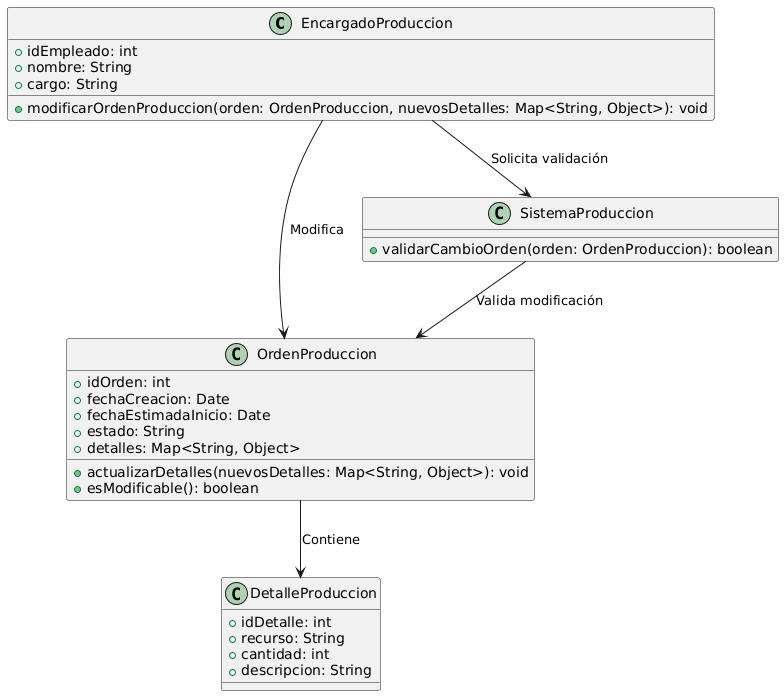 C EncargadoProduccion
idEmpleado: int
nombre: String
cargo: String
modificarOrdenProduccion(orden: OrdenProduccion, nuevosDetalles: Map<String, Object>): void
Solicita validación
C SistemaProduccion
validarCambioOrden(orden: OrdenProduccion): boolean
Modifica
Valida modificación
C OrdenProduccion
idOrden: int
fechaCreacion: Date
fechaEstimadaInicio: Date
estado: String
detalles: Map<String, Object>
actualizarDetalles(nuevosDetalles: Map<String, Object>): void
esModificable(): boolean
Contiene
C DetalleProduccion
idDetalle: int
recurso: String
cantidad: int
descripcion: String